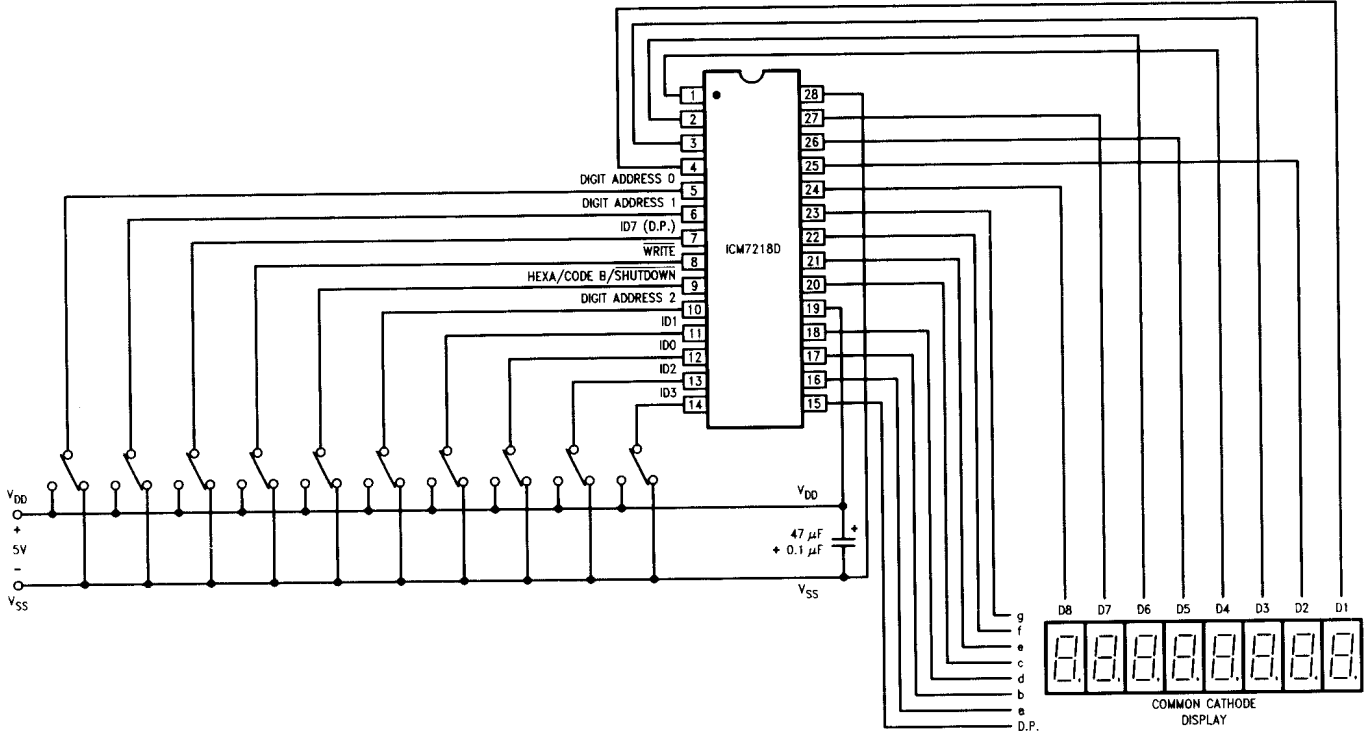 1
2
3
4
5
6
7
8
9
10
11
12
13
14
28
27
26
25
24
23
22
21
20
19
18
17
16
15
ICM7218D
DIGIT ADDRESS 0
DIGIT ADDRESS 1
ID7 (D.P.)
WRITE
HEXA/CODE B/SHUTDOWN
DIGIT ADDRESS 2
ID1
ID0
ID2
ID3
VDD
+
5V
-
VSS
VDD
47 μF
+ 0.1 μF
+
VSS
g
f
e
c
d
b
a
D.P.
D8 D7 D6 D5 D4 D3 D2 D1
COMMON CATHODE
DISPLAY